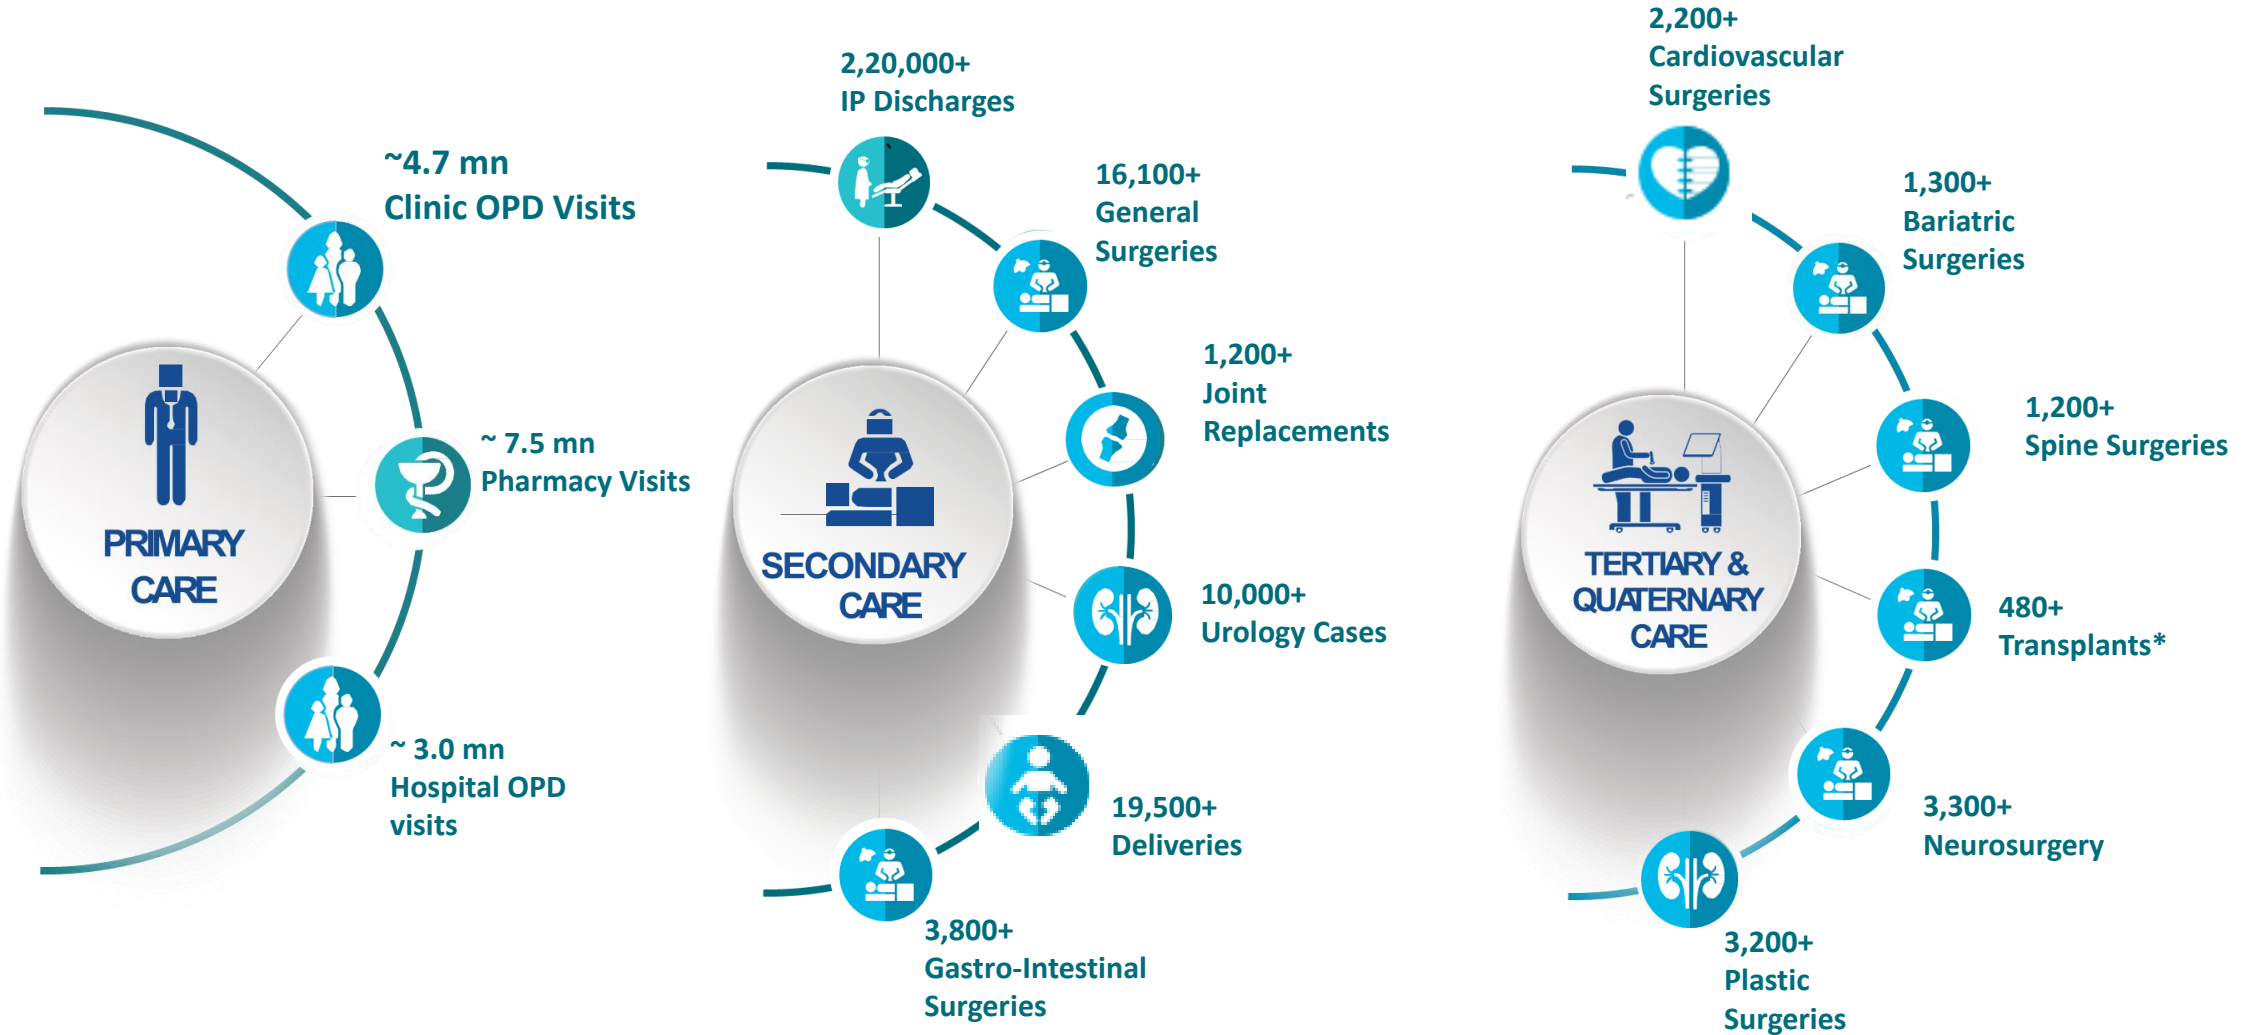 ~4.7 mn
Clinic OPD Visits
~ 7.5 mn
Pharmacy Visits
PRIMARY
CARE
~ 3.0 mn
Hospital OPD
visits
2,20,000+
IP Discharges
16,100+
General
Surgeries
1,200+
Joint
Replacements
SECONDARY
CARE
10,000+
Urology Cases
19,500+
Deliveries
3,800+
Gastro-Intestinal
Surgeries
2,200+
Cardiovascular
Surgeries
1,300+
Bariatric
Surgeries
1,200+
Spine Surgeries
TERTIARY &
QUATERNARY
CARE
480+
Transplants*
3,300+
Neurosurgery
3,200+
Plastic
Surgeries